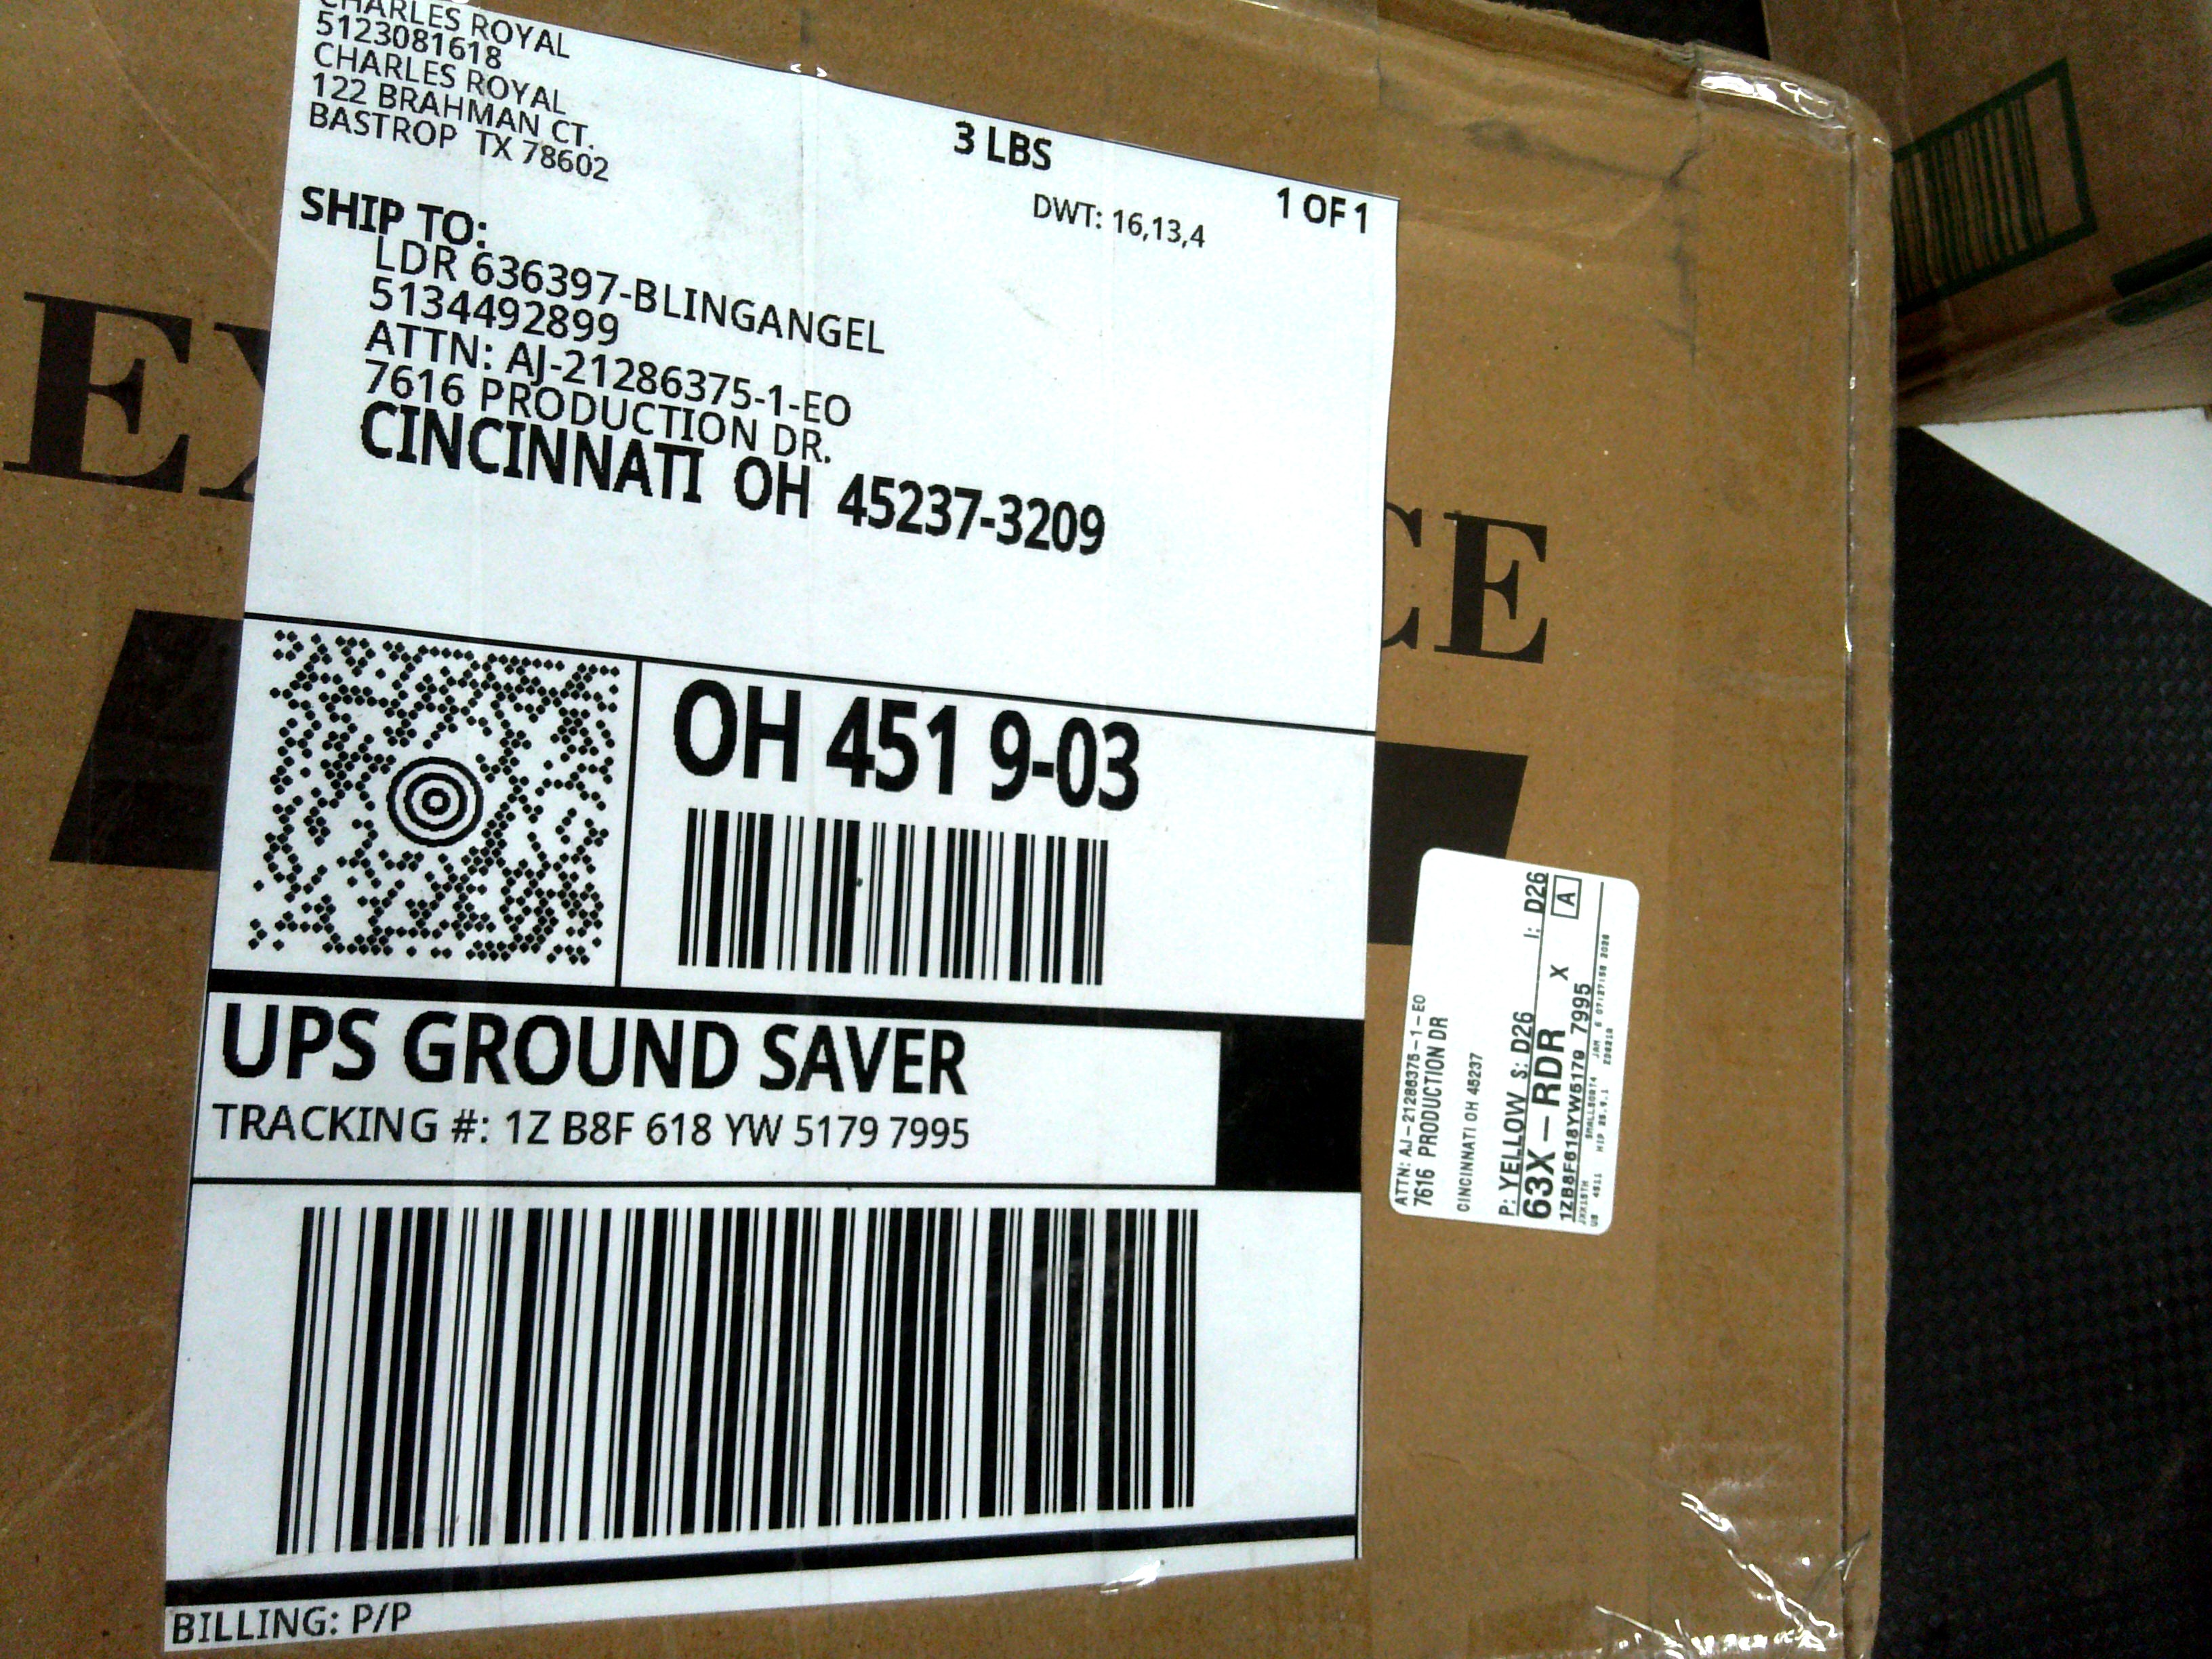 CHARLES ROYAL
5123081618
CHARLES ROYAL
122 BRAHMAN CT.
BASTROP TX 78602
3 LBS
1 OF 1
DWT: 16,13,4
SHIP TO:
LDR 636397-BLINGANGEL
5134492899
ATTN: AJ-21286375-1-EO
7616 PRODUCTION DR.
CINCINNATI OH 45237-3209
CE
OH 451 9-03
UPS GROUND SAVER
TRACKING #: 1Z B8F 618 YW 5179 7995
BILLING: P/P
ATTN: AJ-21286375-1-EO
7616 PRODUCTION DR
CINCINNATI OH 45237
P: YELLOW S: D26 I: D26
63X-RDR X A
1ZB8F618YW5179 7995